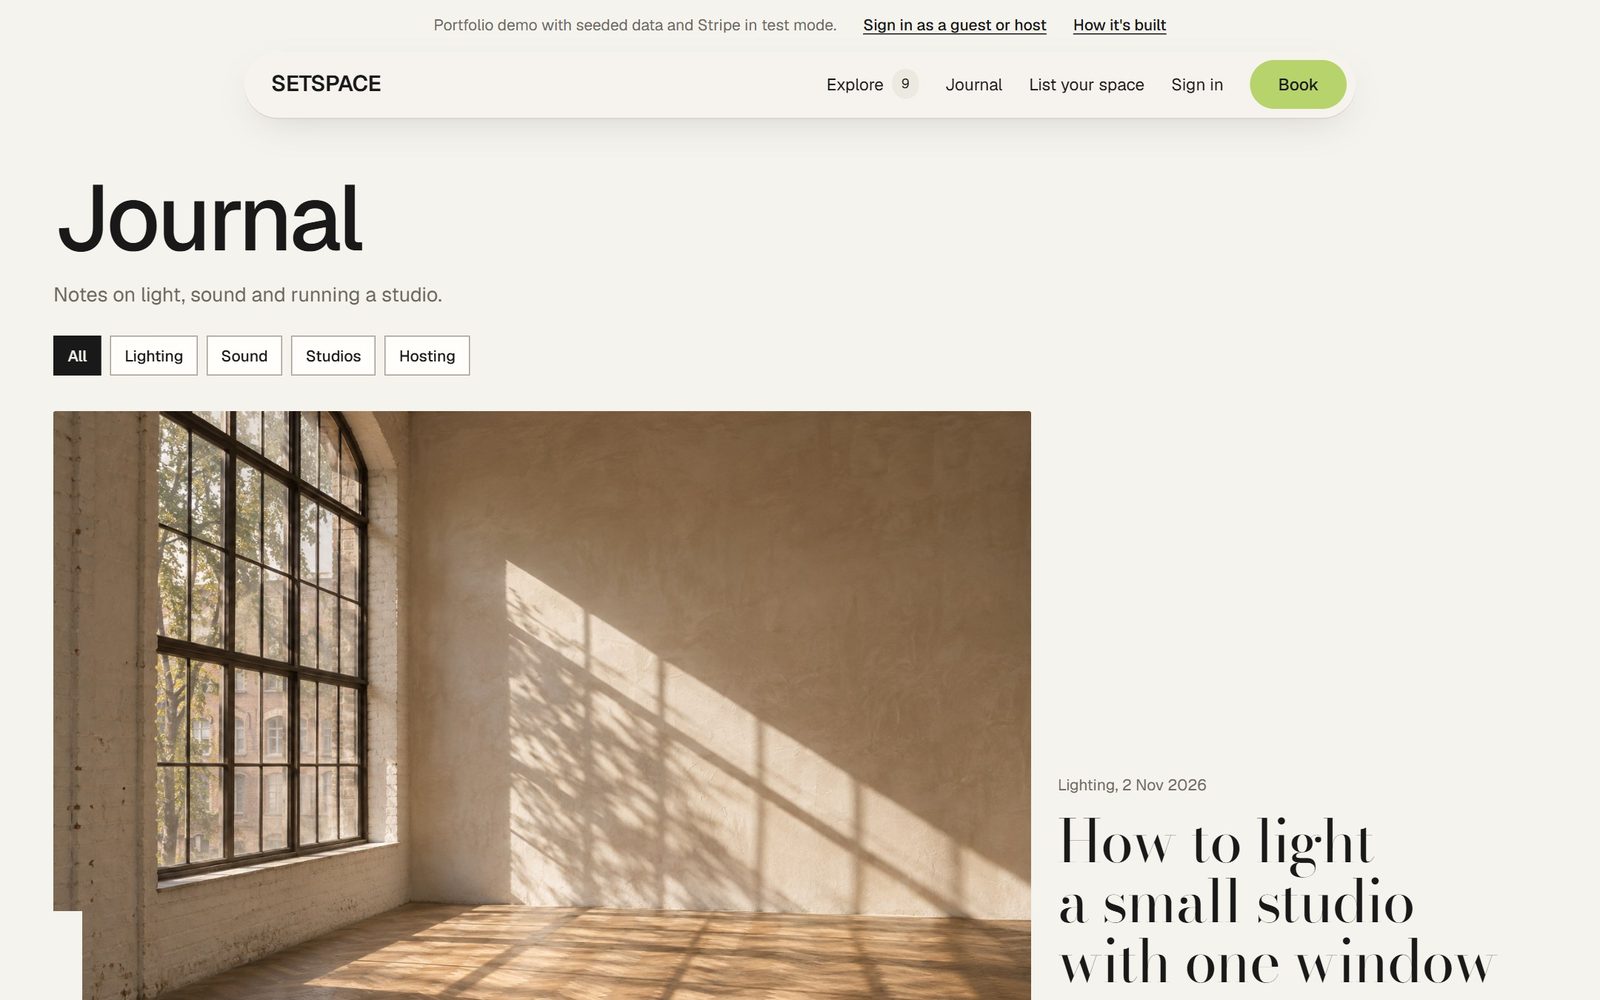 Portfolio demo with seeded data and Stripe in test mode. Sign in as a guest or host How it's built
SETSPACE Explore 9 Journal List your space Sign in Book
Journal
Notes on light, sound and running a studio.
All Lighting Sound Studios Hosting
Lighting, 2 Nov 2026
How to light
a small studio
with one window